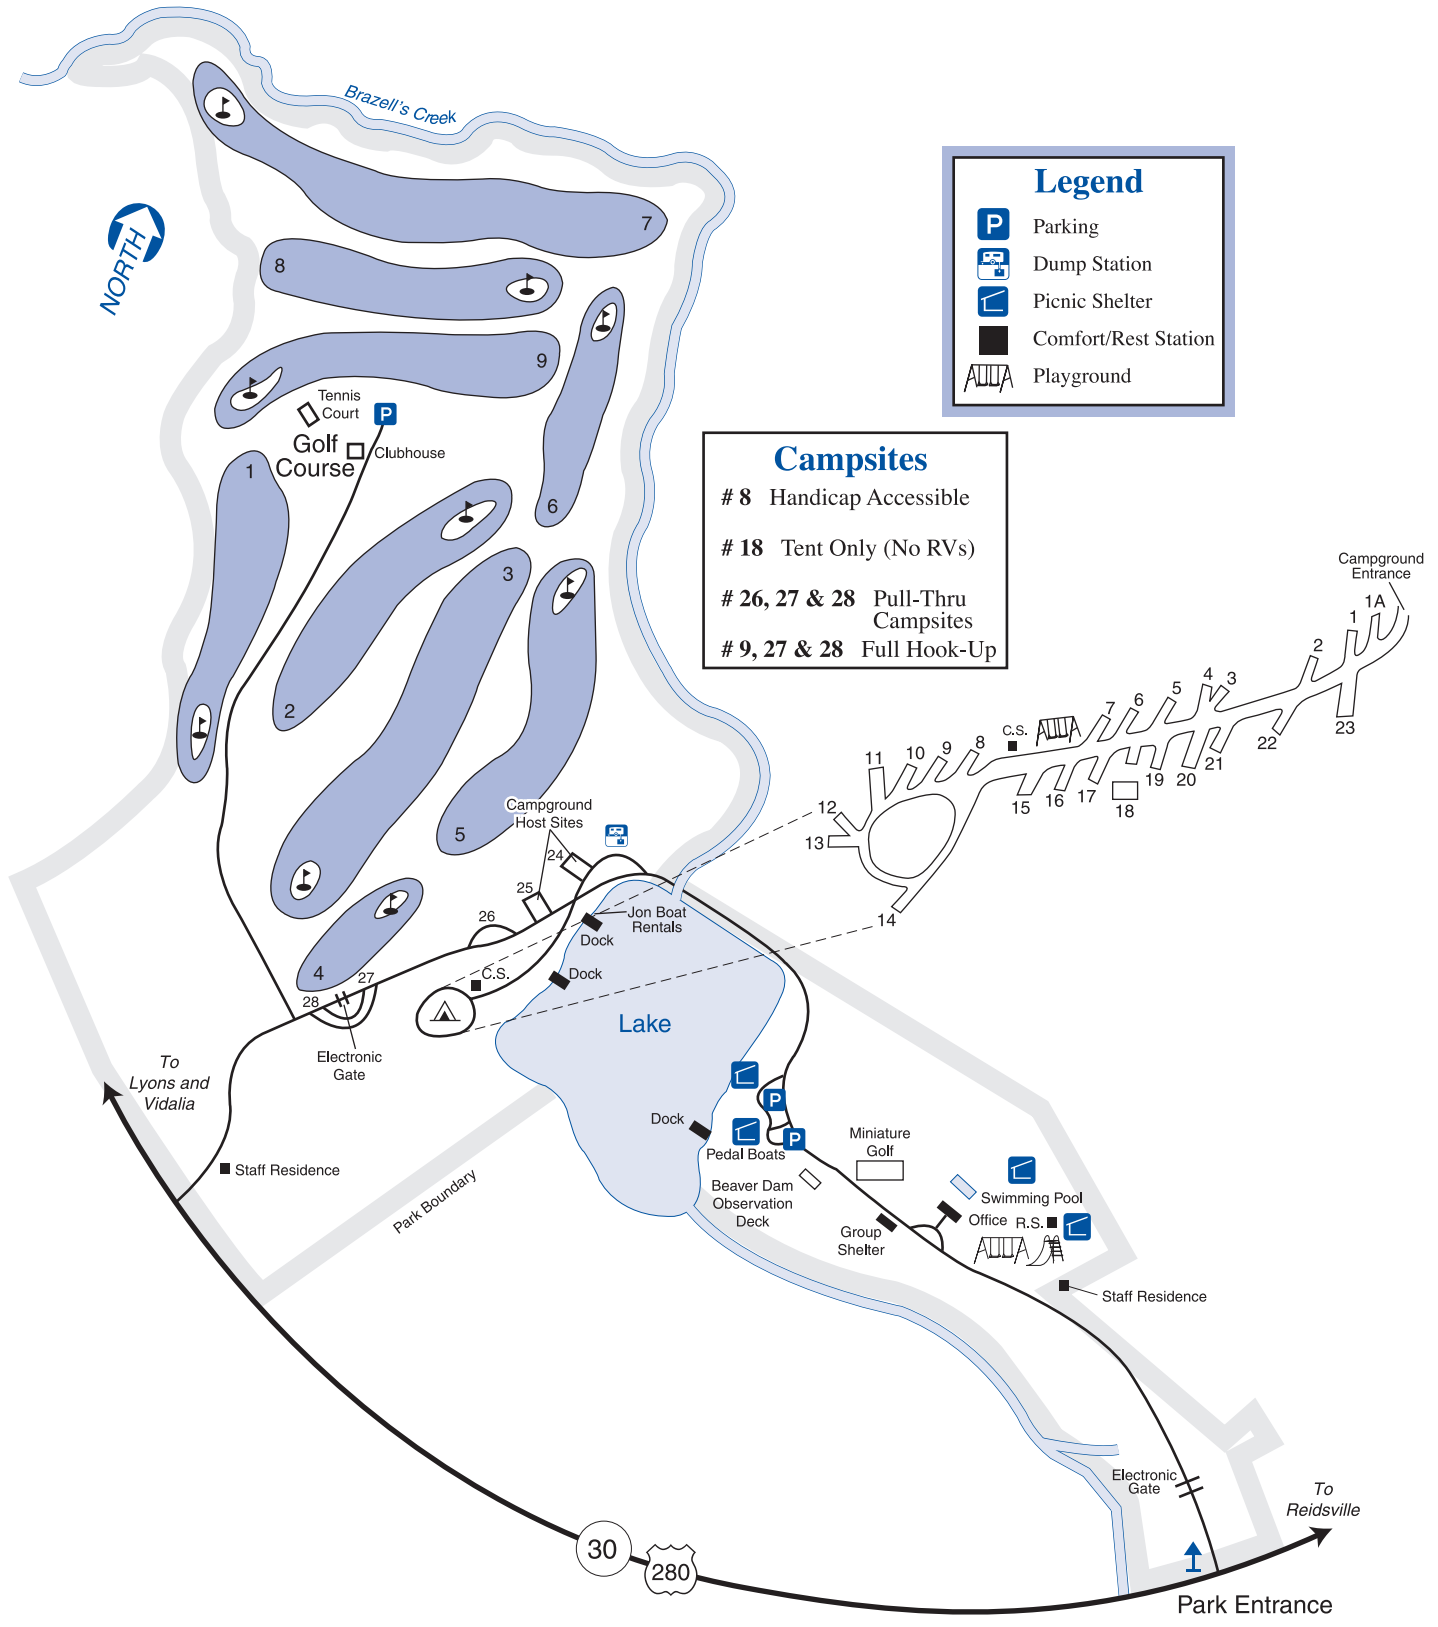 Brazell's Creek
NORTH
7
8
9
6
1
2
3
5
4
Tennis
Court
P
Golf
Course
Clubhouse
Legend
P Parking
Dump Station
Picnic Shelter
Comfort/Rest Station
Playground
Campsites
# 8 Handicap Accessible
# 18 Tent Only (No RVs)
# 26, 27 & 28 Pull-Thru
Campsites
# 9, 27 & 28 Full Hook-Up
Campground
Entrance
1A
1
2
3
4
5
6
7
C.S.
8
9
10
11
12
13
14
15
16
17
18
19
20
21
22
23
Campground
Host Sites
24
25
26
27
28
C.S.
Electronic
Gate
Jon Boat
Rentals
Dock
Dock
Lake
Dock
To
Lyons and
Vidalia
Staff Residence
Park Boundary
P
P
Pedal Boats
Beaver Dam
Observation
Deck
Miniature
Golf
Group
Shelter
Swimming Pool
Office
R.S.
Staff Residence
Electronic
Gate
To
Reidsville
30
280
Park Entrance